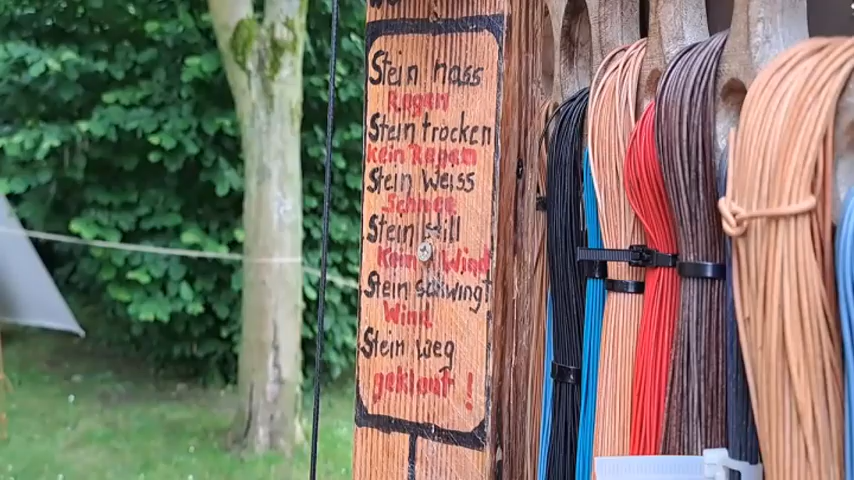 Stein nass
Regen
Stein trocken
kein Regen
Stein Weiss
Schnee
Stein still
Kein Wind
Stein schwingt
Wind
Stein weg
geklaut !